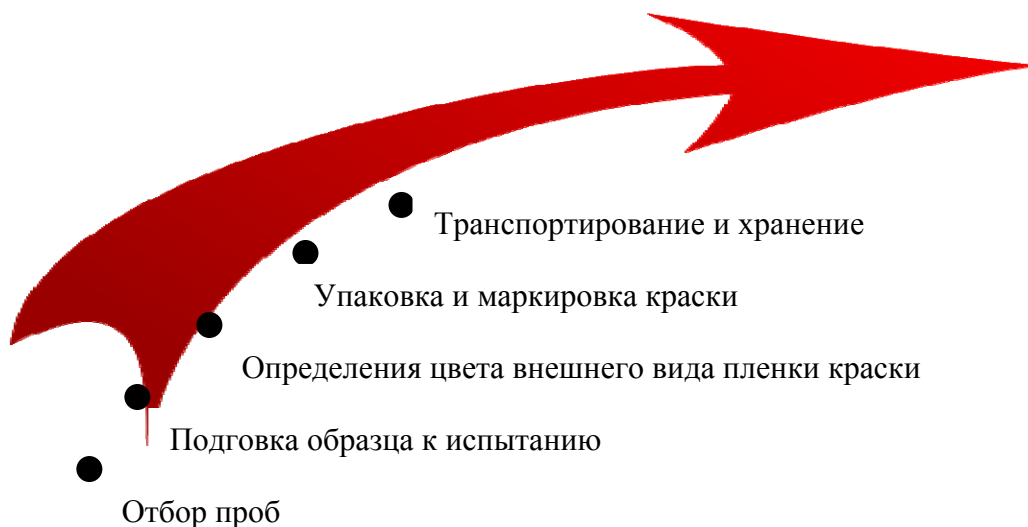 Транспортирование и хранение
Упаковка и маркировка краски
Определения цвета внешнего вида пленки краски
Подговка образца к испытанию
Отбор проб